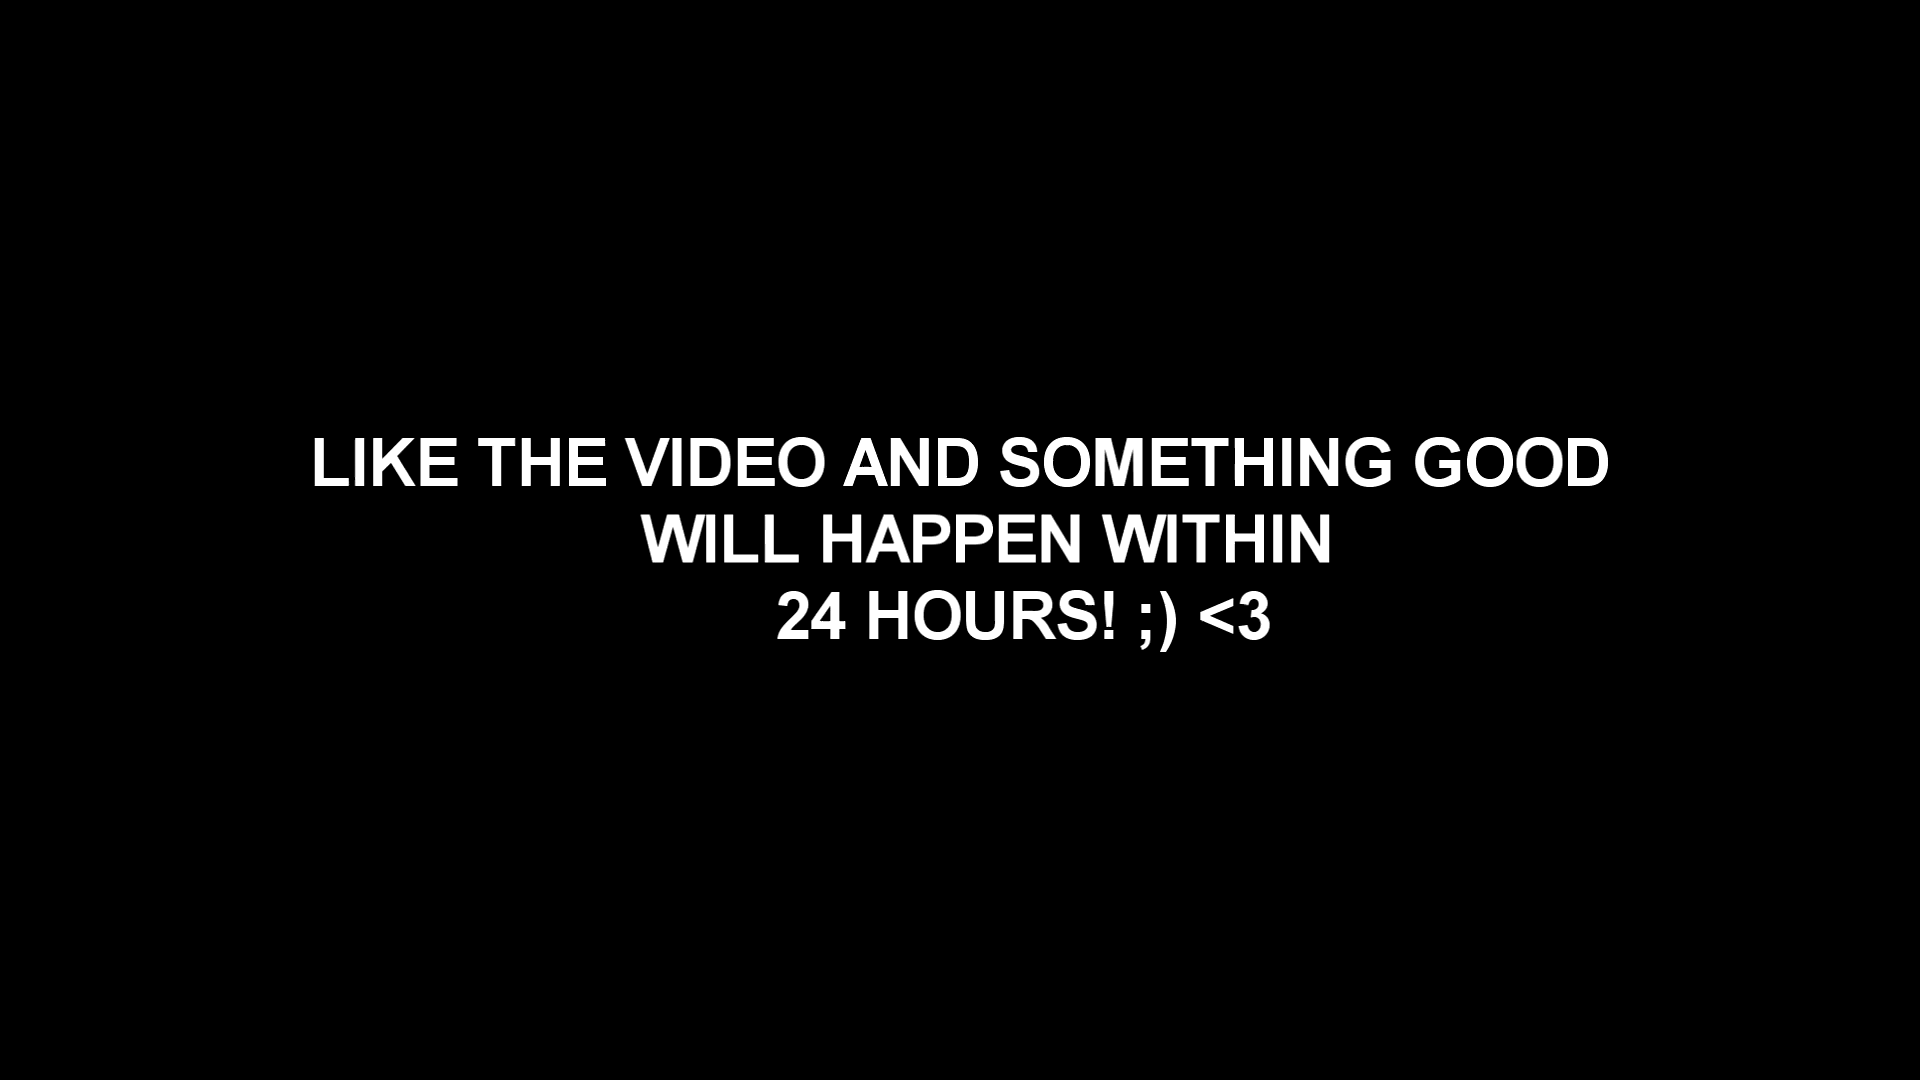 LIKE THE VIDEO AND SOMETHING GOOD
WILL HAPPEN WITHIN
24 HOURS! ;) <3